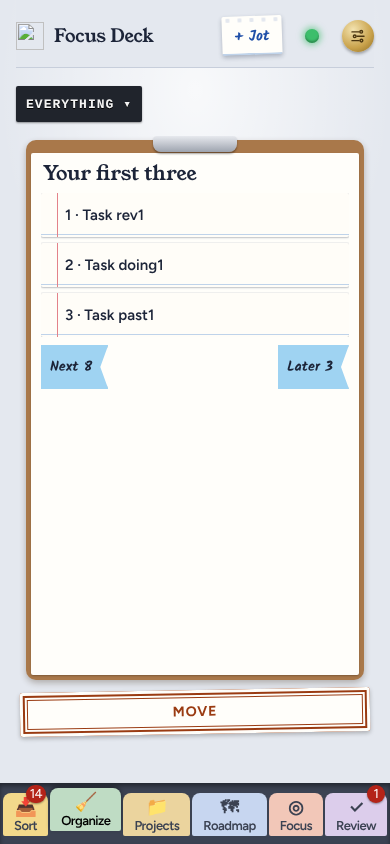 Focus Deck
+ Jot
EVERYTHING ▾
Your first three
1 · Task rev1
2 · Task doing1
3 · Task past1
Next 8
Later 3
MOVE
14
1
Sort
Organize
Projects
Roadmap
Focus
Review